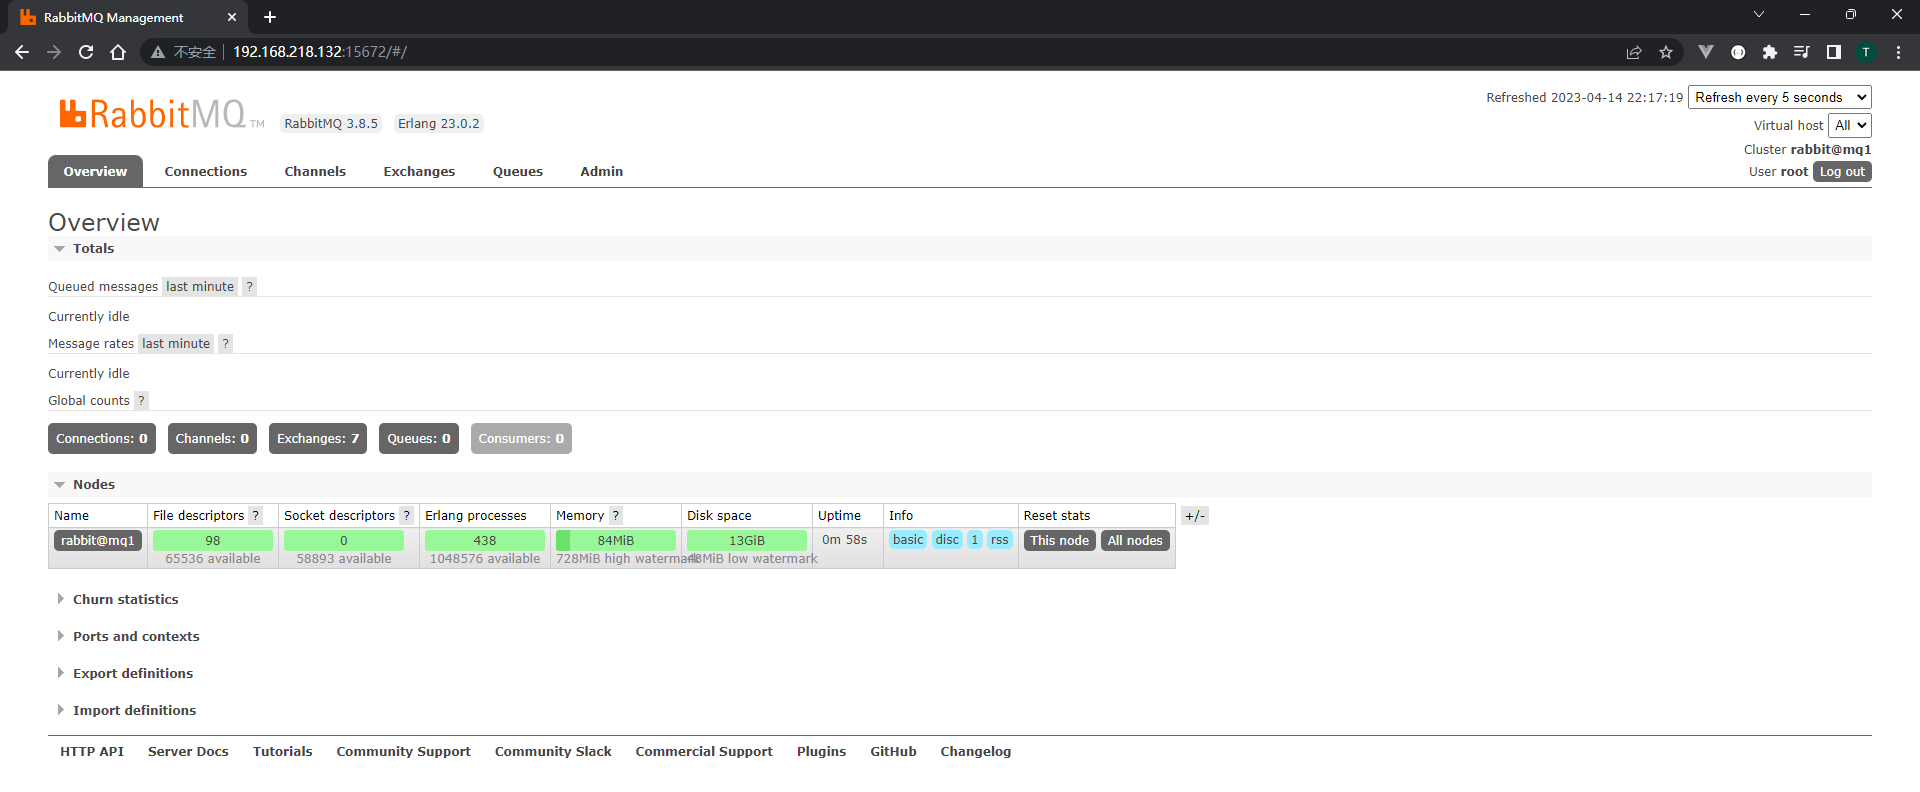 RabbitMQ Management
不安全 192.168.218.132:15672/#/
T
RabbitMQ TM RabbitMQ 3.8.5 Erlang 23.0.2
Refreshed 2023-04-14 22:17:19 Refresh every 5 seconds
Virtual host All
Cluster rabbit@mq1
User root Log out
Overview Connections Channels Exchanges Queues Admin
Overview
Totals
Queued messages last minute ?
Currently idle
Message rates last minute ?
Currently idle
Global counts ?
Connections: 0 Channels: 0 Exchanges: 7 Queues: 0 Consumers: 0
Nodes
Name File descriptors ? Socket descriptors ? Erlang processes Memory ? Disk space Uptime Info Reset stats +/-
rabbit@mq1 98 0 438 84MiB 13GiB 0m 58s basic disc 1 rss This node All nodes
65536 available 58893 available 1048576 available 728MiB high watermark 48MiB low watermark
Churn statistics
Ports and contexts
Export definitions
Import definitions
HTTP API Server Docs Tutorials Community Support Community Slack Commercial Support Plugins GitHub Changelog